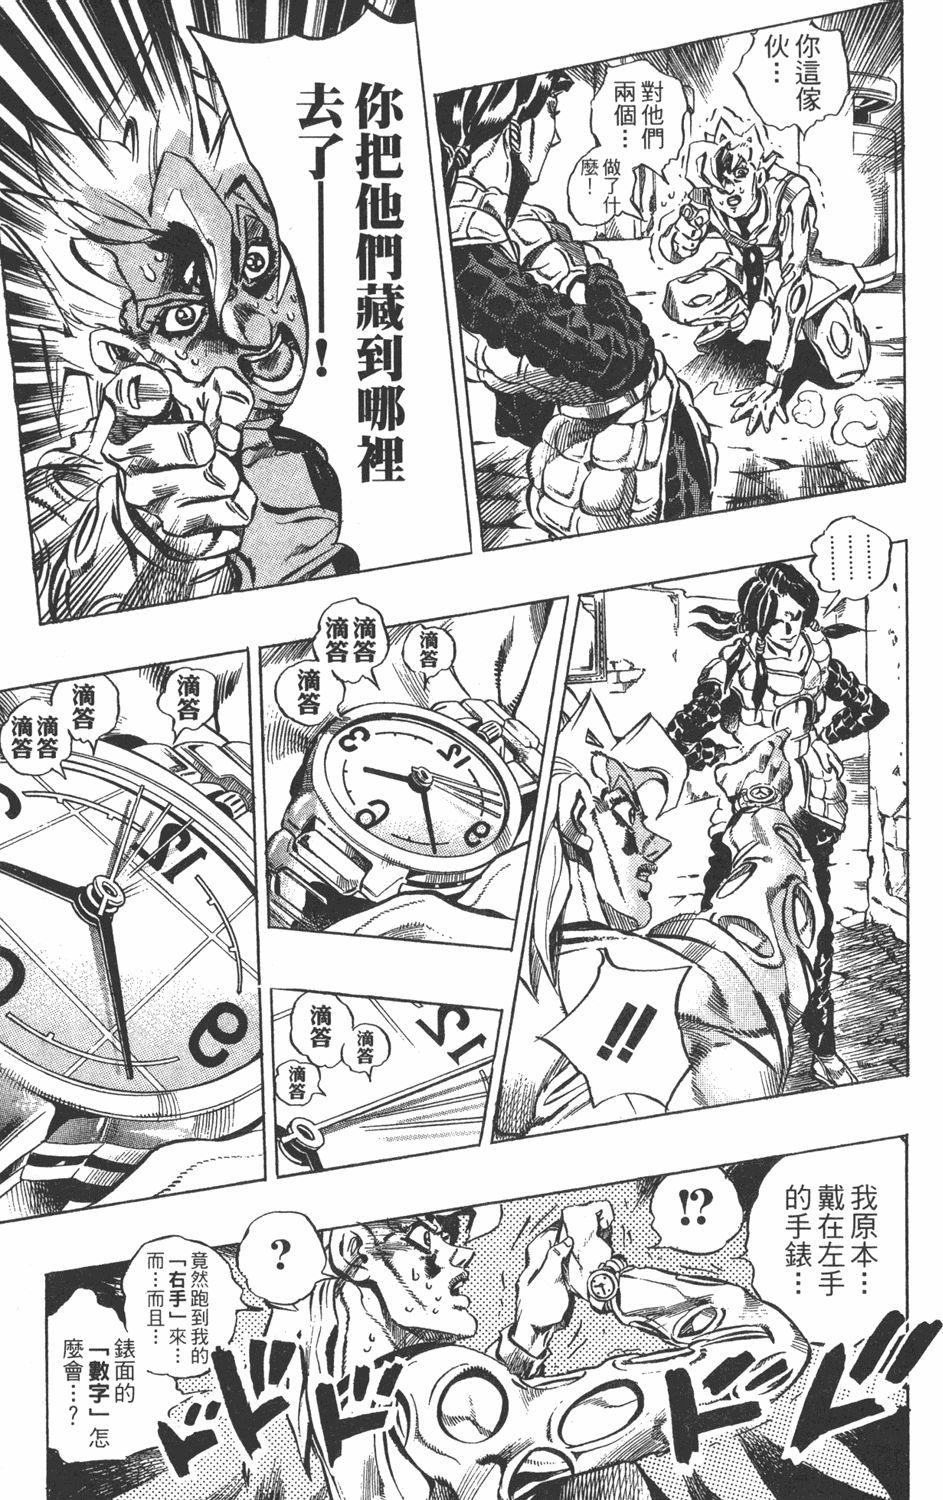 你這傢
伙…
對他們
兩個…
做了什
麼！
你把他們藏到哪裡
去了——！
…………
!!
滴答
滴答
滴答
滴答
滴答
滴答
滴答
滴答
滴答
滴答
滴答
滴答
我原本…
戴在左手
的手錶…
!?
?
竟然跑到我的
「右手」來…
而…而且…
錶面的
「數字」怎
麼會…?
ドドドドド